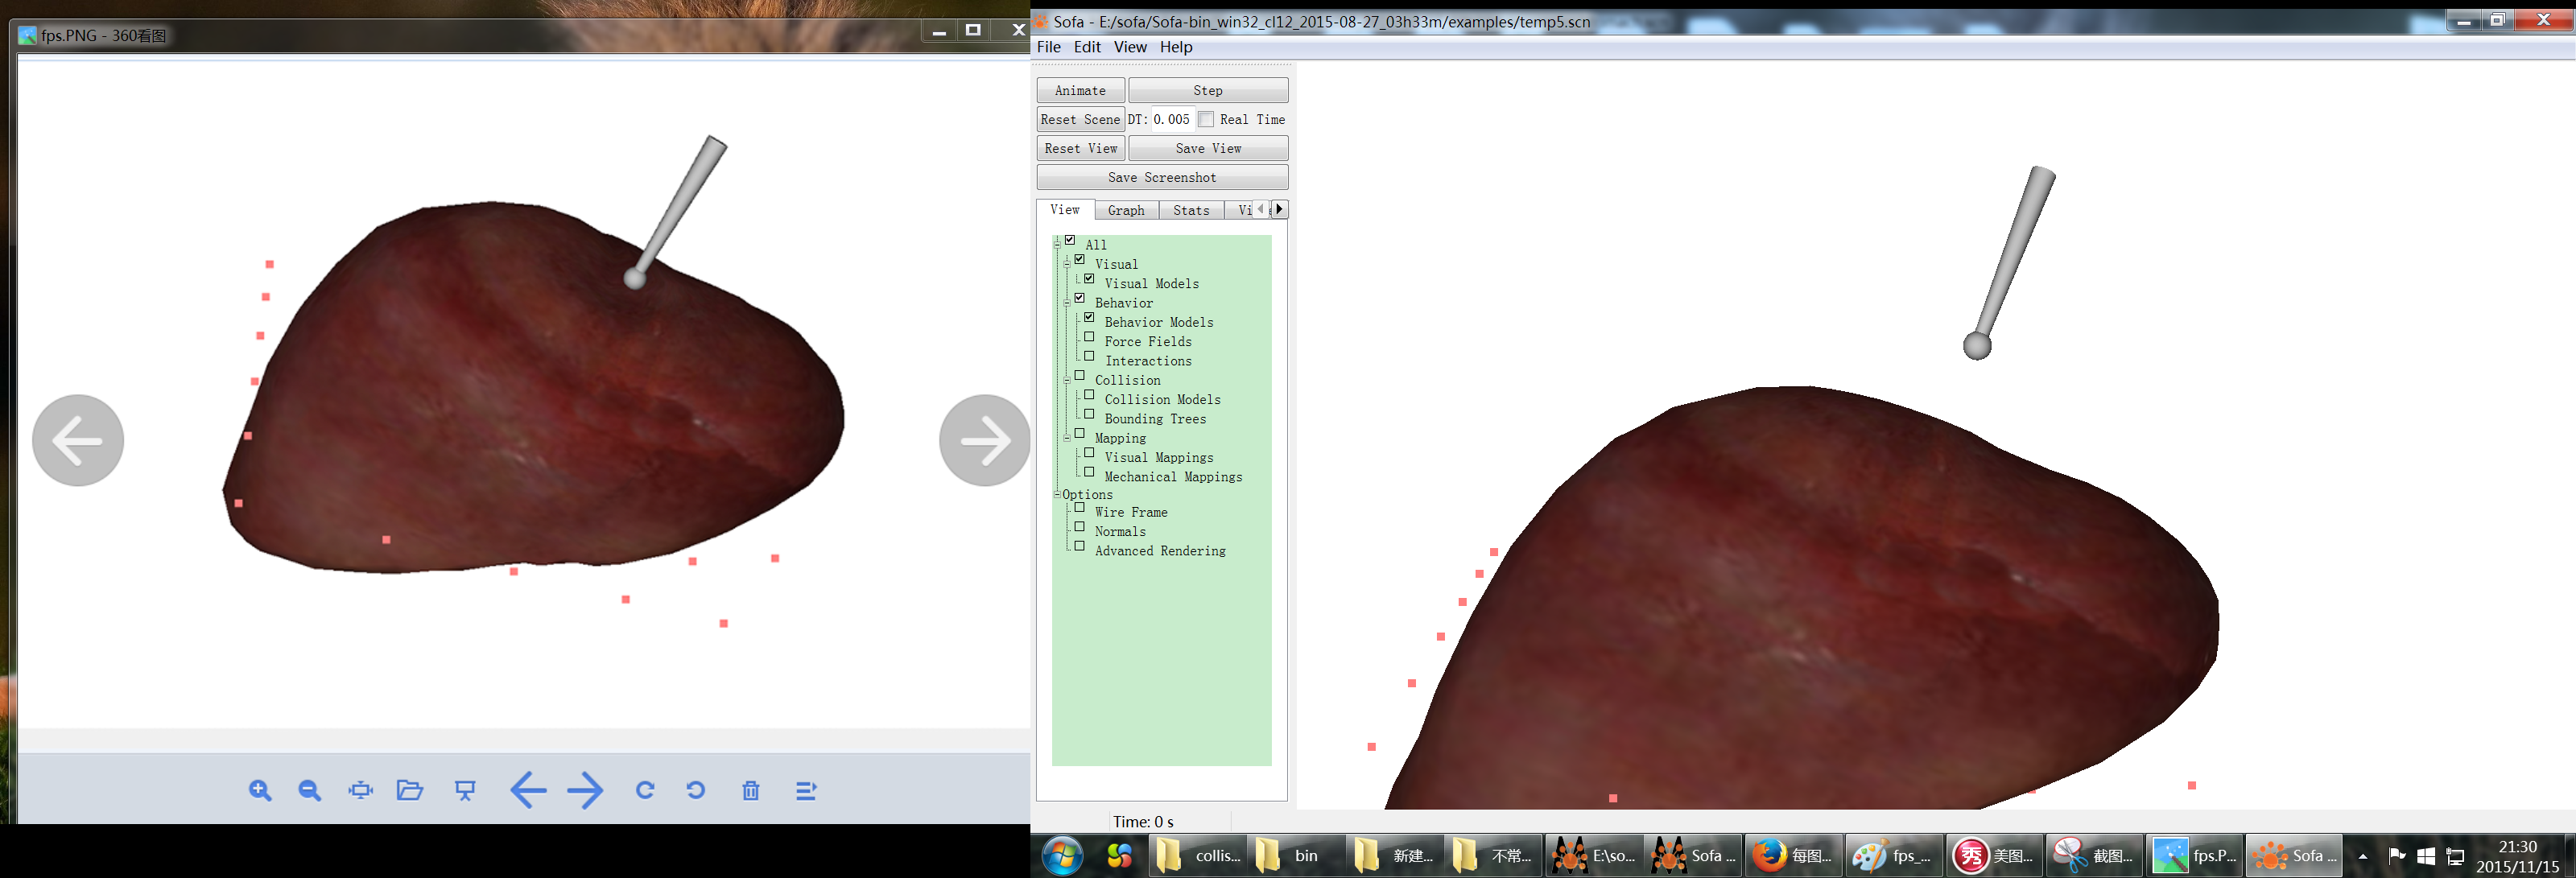 fps.PNG - 360看图
Sofa - E:/sofa/Sofa-bin_win32_cl12_2015-08-27_03h33m/examples/temp5.scn
File Edit View Help
Animate Step
Reset Scene DT: 0.005 Real Time
Reset View Save View
Save Screenshot
View Graph Stats
All
Visual
Visual Models
Behavior
Behavior Models
Force Fields
Interactions
Collision
Collision Models
Bounding Trees
Mapping
Visual Mappings
Mechanical Mappings
Options
Wire Frame
Normals
Advanced Rendering
Time: 0 s
collis... bin 新建... 不常... E:\so... Sofa ... 每图... fps_... 秀 美图... 截图... fps.P... Sofa ... 21:30
2015/11/15